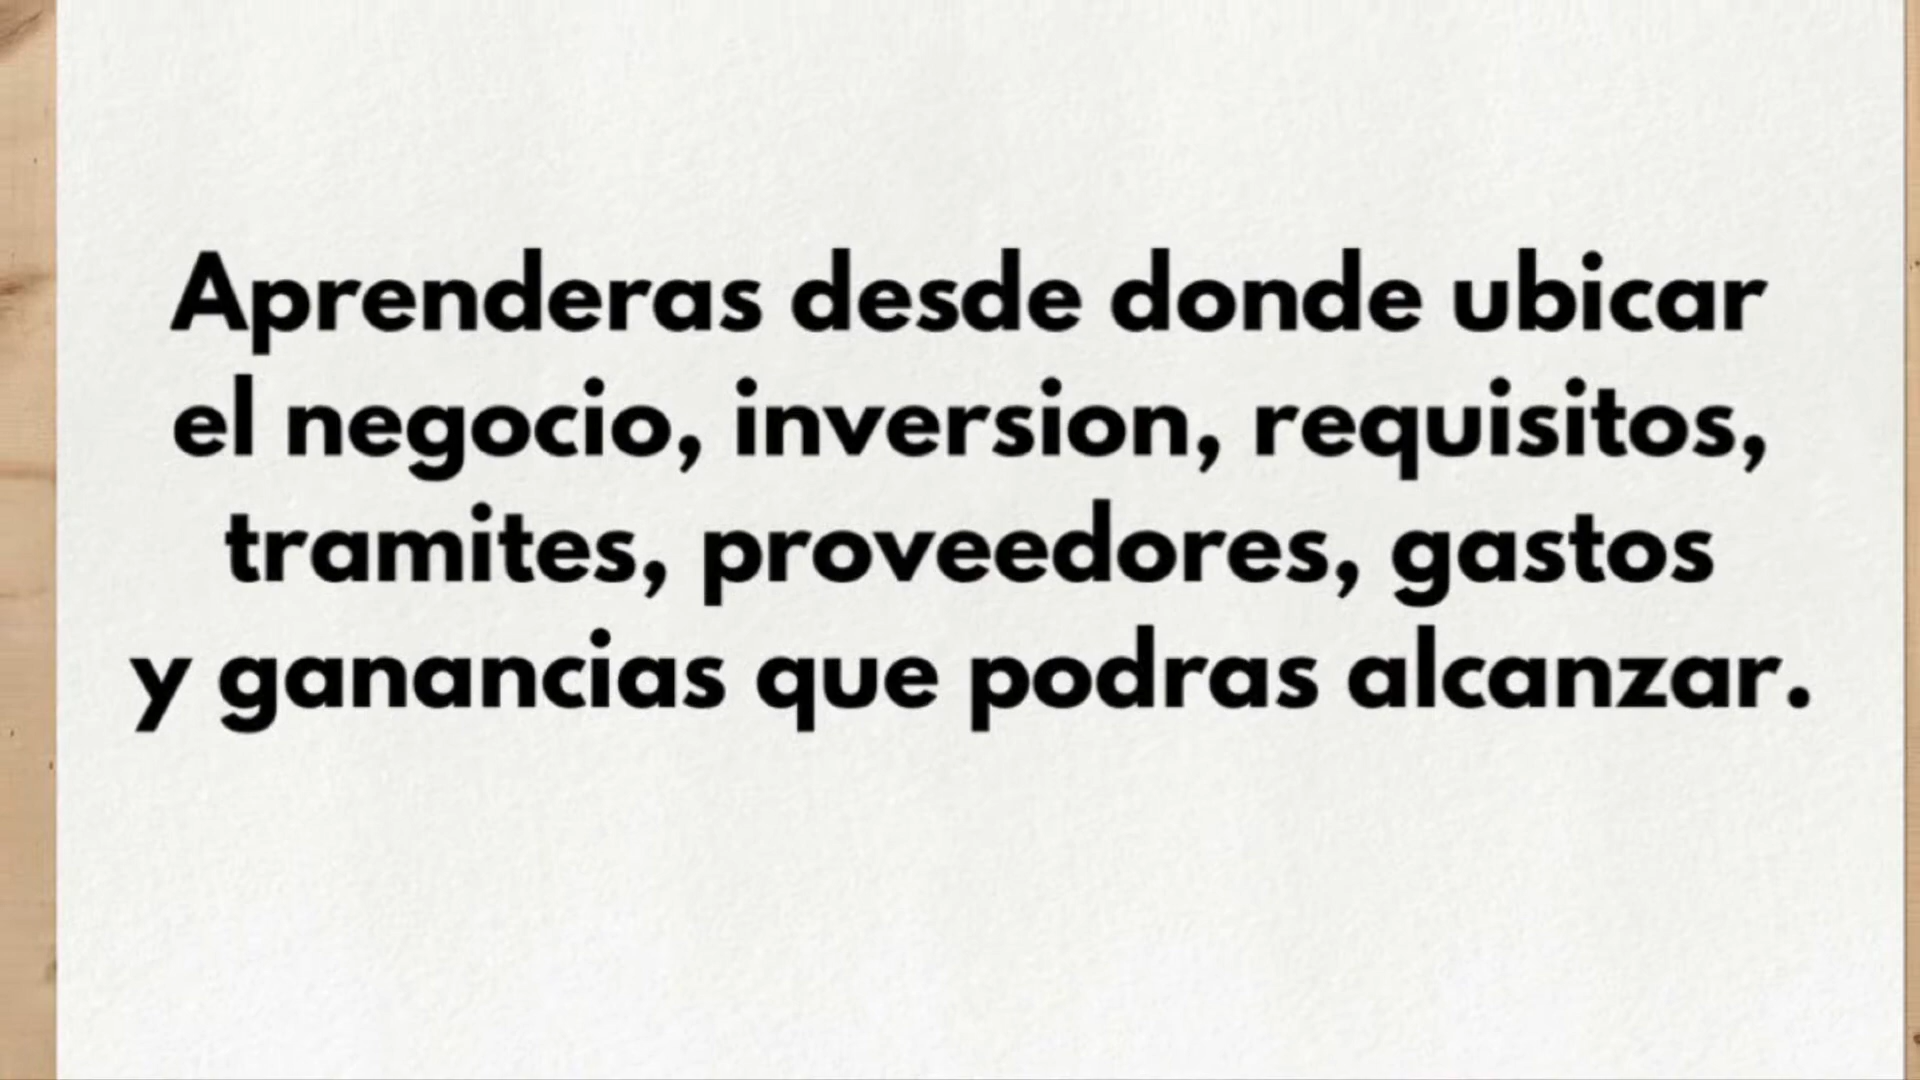 Aprenderas desde donde ubicar
el negocio, inversion, requisitos,
tramites, proveedores, gastos
y ganancias que podras alcanzar.